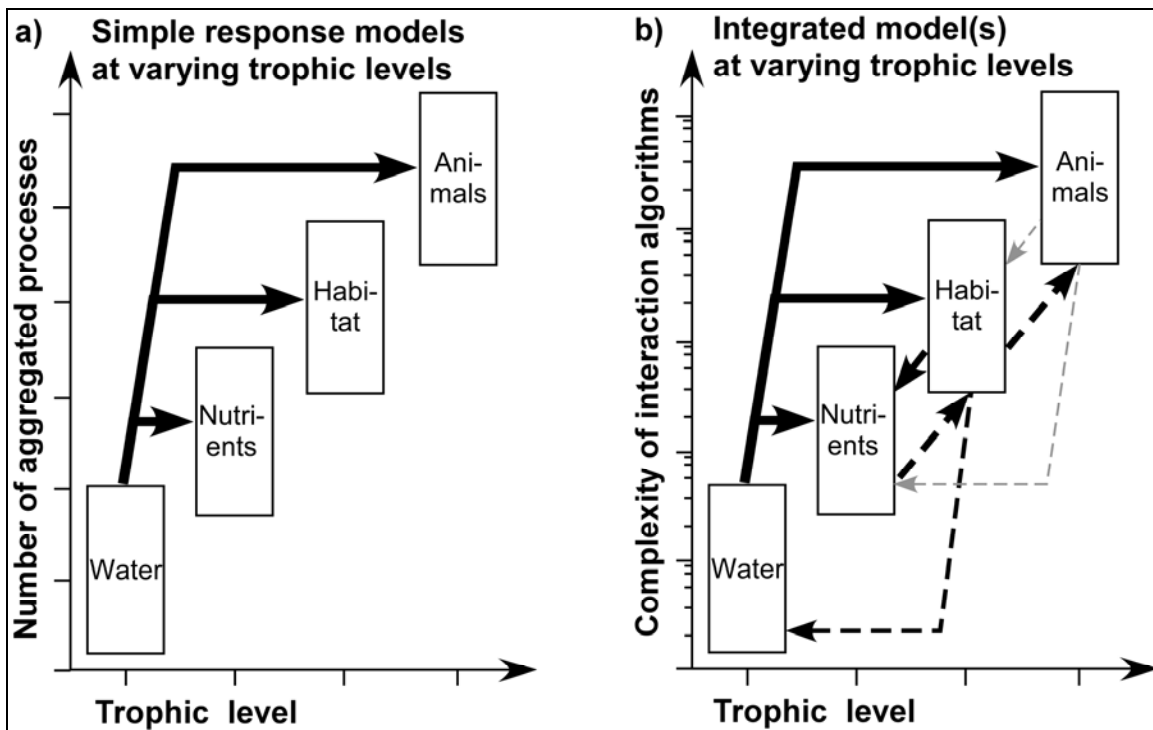 a) Simple response models
at varying trophic levels
Number of aggregated processes
Ani-
mals
Habi-
tat
Nutri-
ents
Water
Trophic level
b) Integrated model(s)
at varying trophic levels
Complexity of interaction algorithms
Ani-
mals
Habi-
tat
Nutri-
ents
Water
Trophic level